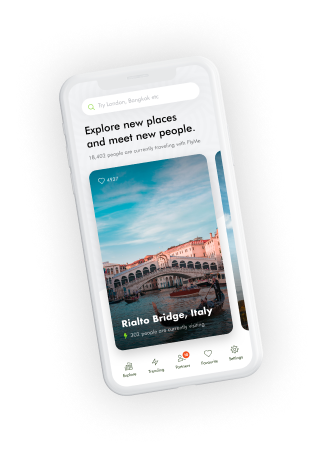 Try London, Bangkok etc
Explore new places
and meet new people.
18,403 people are currently traveling with FlyMe
4937
Rialto Bridge, Italy
302 people are currently visiting
Explore
Trending
Partners
Favourite
Settings